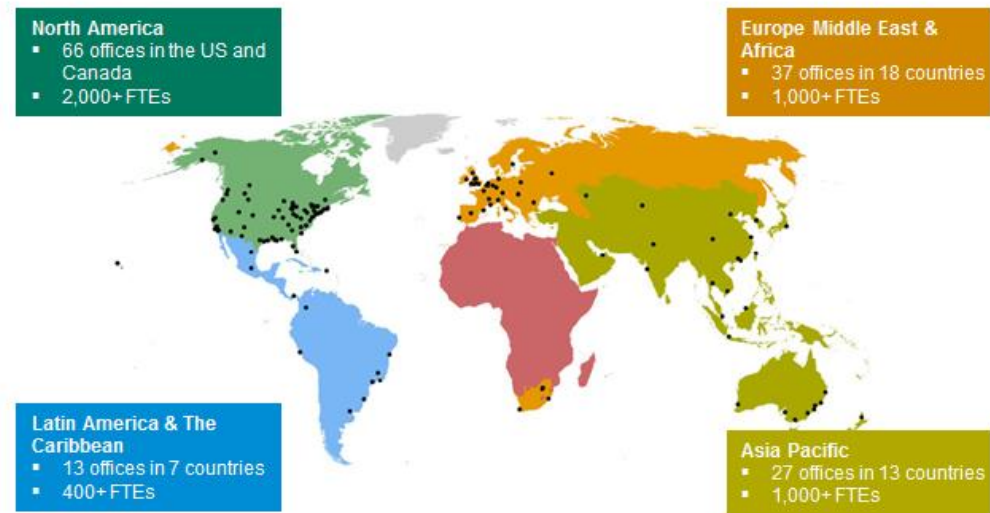 North America
▪ 66 offices in the US and
Canada
▪ 2,000+ FTEs
Europe Middle East &
Africa
▪ 37 offices in 18 countries
▪ 1,000+ FTEs
Latin America & The
Caribbean
▪ 13 offices in 7 countries
▪ 400+ FTEs
Asia Pacific
▪ 27 offices in 13 countries
▪ 1,000+ FTEs